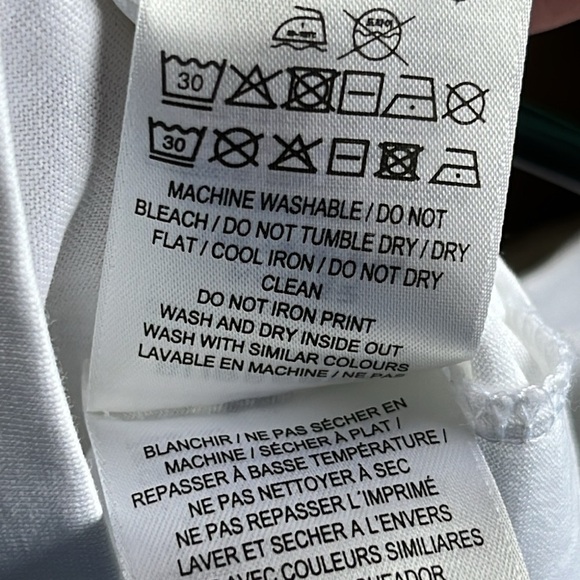 30
30
MACHINE WASHABLE / DO NOT
BLEACH / DO NOT TUMBLE DRY / DRY
FLAT / COOL IRON / DO NOT DRY
CLEAN
DO NOT IRON PRINT
WASH AND DRY INSIDE OUT
WASH WITH SIMILAR COLOURS
LAVABLE EN MACHINE / NE PAS
BLANCHIR / NE PAS SÉCHER EN
MACHINE / SÉCHER À PLAT /
REPASSER À BASSE TEMPÉRATURE /
NE PAS NETTOYER À SEC
NE PAS REPASSER L'IMPRIMÉ
LAVER ET SECHER A L'ENVERS
AVEC COULEURS SIMILIARES